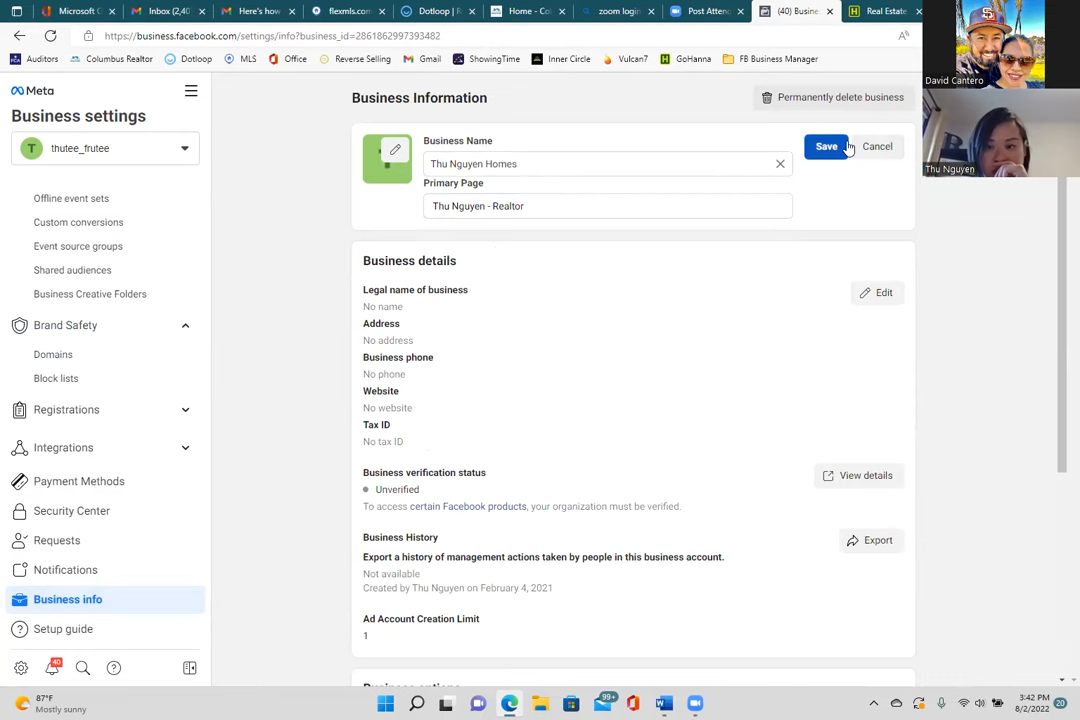 Microsoft C
Inbox (2,40
Here's how
flexmls.com
Dotloop | R
Home - Col
zoom login
Post Attend
(40) Busine
Real Estate
https://business.facebook.com/settings/info?business_id=2861862997393482
Auditors
Columbus Realtor
Dotloop
MLS
Office
Reverse Selling
Gmail
ShowingTime
Inner Circle
Vulcan7
GoHanna
FB Business Manager
David Cantero
Thu Nguyen
Meta
Business settings
T
thutee_frutee
Offline event sets
Custom conversions
Event source groups
Shared audiences
Business Creative Folders
Brand Safety
Domains
Block lists
Registrations
Integrations
Payment Methods
Security Center
Requests
Notifications
Business info
Setup guide
40
Business Information
Permanently delete business
Business Name
Thu Nguyen Homes
Primary Page
Thu Nguyen - Realtor
Save
Cancel
Business details
Legal name of business
No name
Edit
Address
No address
Business phone
No phone
Website
No website
Tax ID
No tax ID
Business verification status
Unverified
View details
To access certain Facebook products, your organization must be verified.
Business History
Export a history of management actions taken by people in this business account.
Export
Not available
Created by Thu Nguyen on February 4, 2021
Ad Account Creation Limit
1
87°F
Mostly sunny
99+
3:42 PM
8/2/2022
20